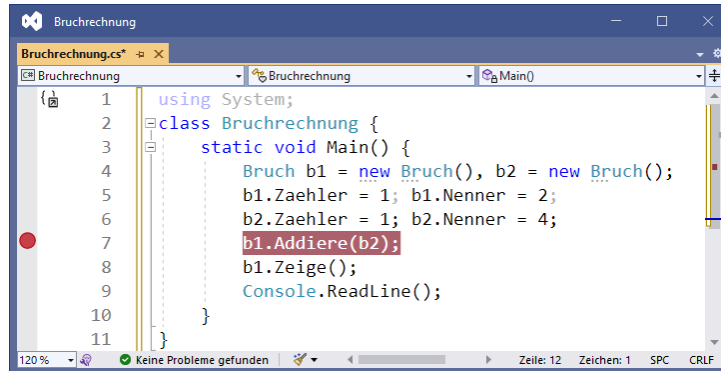 Bruchrechnung
Bruchrechnung.cs*
C# Bruchrechnung Bruchrechnung Main()
1 using System;
2 class Bruchrechnung {
3 static void Main() {
4 Bruch b1 = new Bruch(), b2 = new Bruch();
5 b1.Zaehler = 1; b1.Nenner = 2;
6 b2.Zaehler = 1; b2.Nenner = 4;
7 b1.Addiere(b2);
8 b1.Zeige();
9 Console.ReadLine();
10 }
11 }
120 % Keine Probleme gefunden Zeile: 12 Zeichen: 1 SPC CRLF